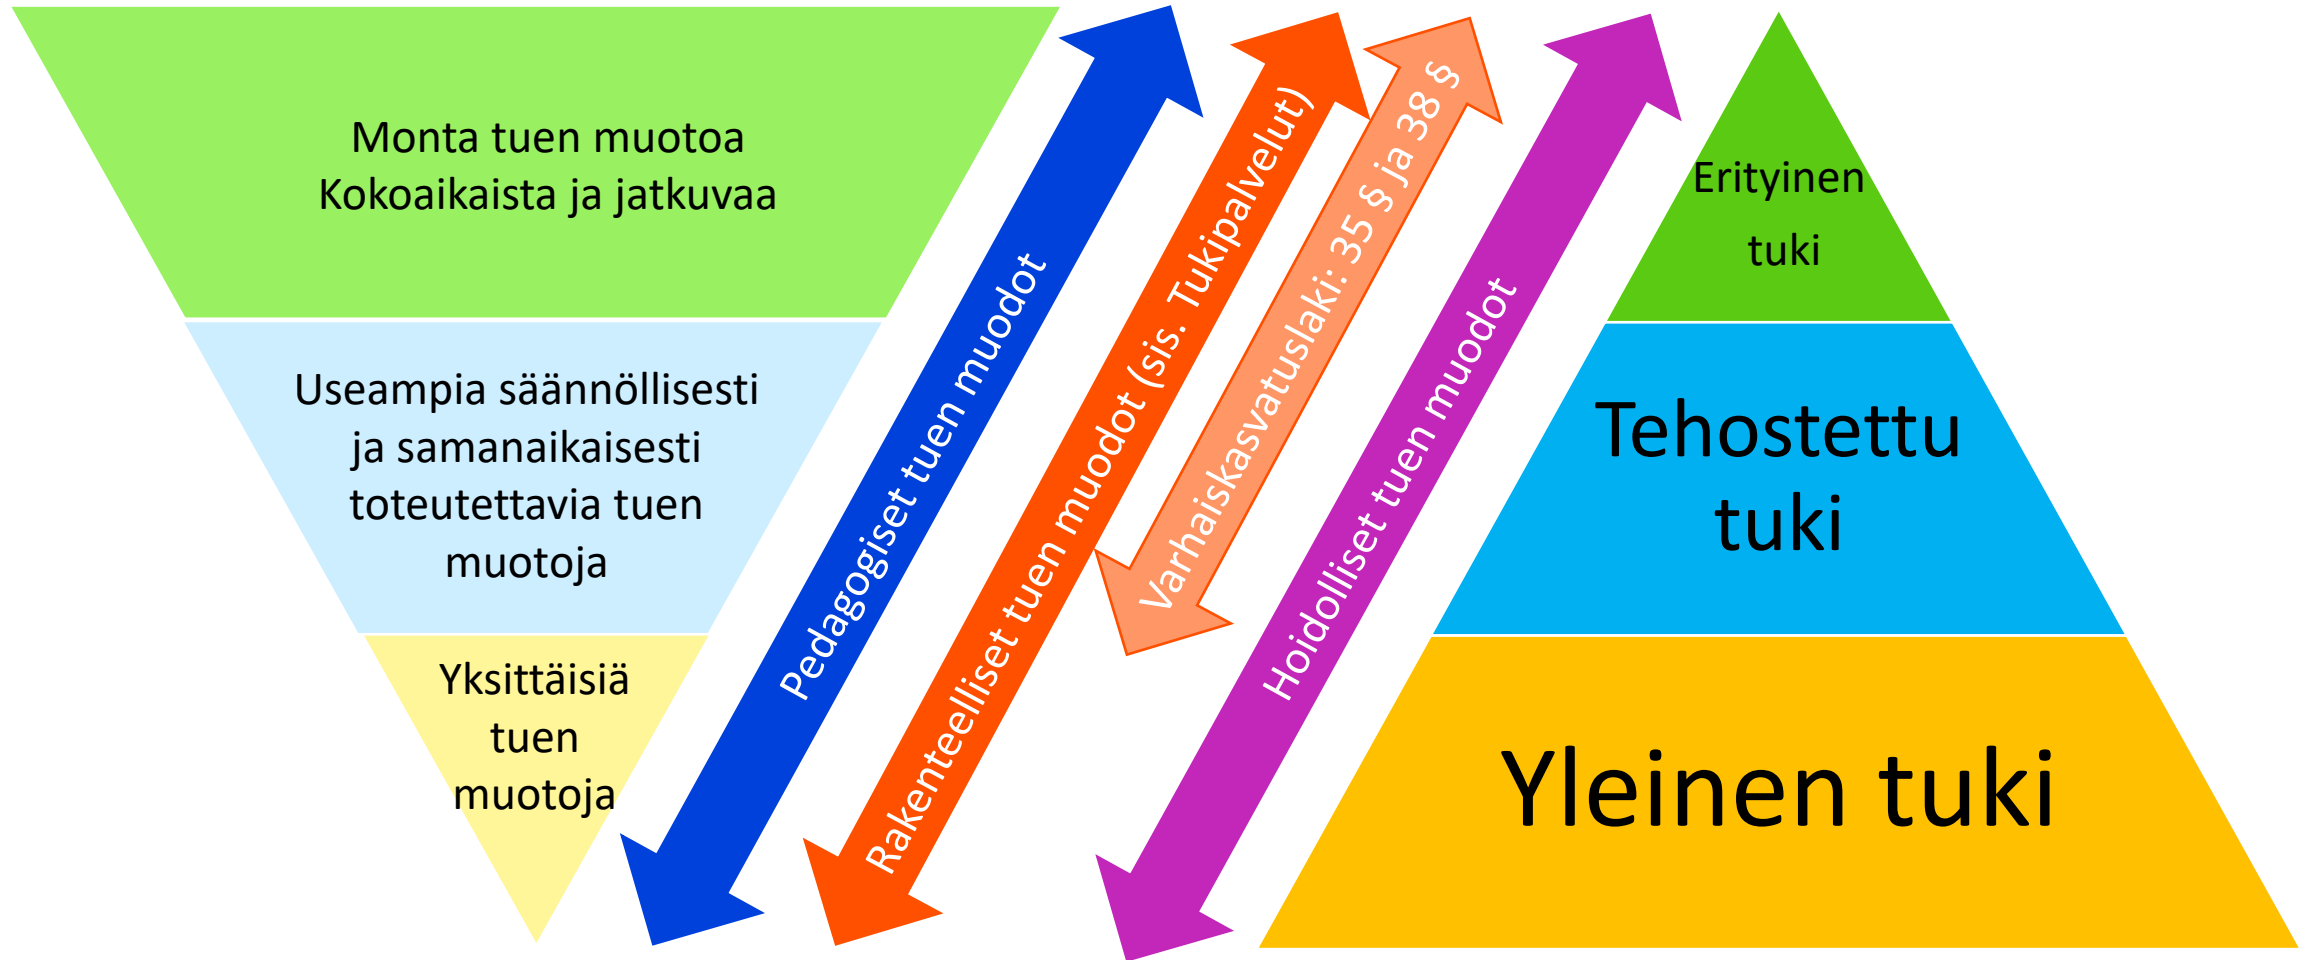 Monta tuen muotoa
Kokoaikaista ja jatkuvaa
Useampia säännöllisesti
ja samanaikaisesti
toteutettavia tuen
muotoja
Yksittäisiä
tuen
muotoja
Pedagogiset tuen muodot
Rakenteelliset tuen muodot (sis. Tukipalvelut)
Varhaiskasvatuslaki: 35 § ja 38 §
Hoidolliset tuen muodot
Erityinen
tuki
Tehostettu
tuki
Yleinen tuki